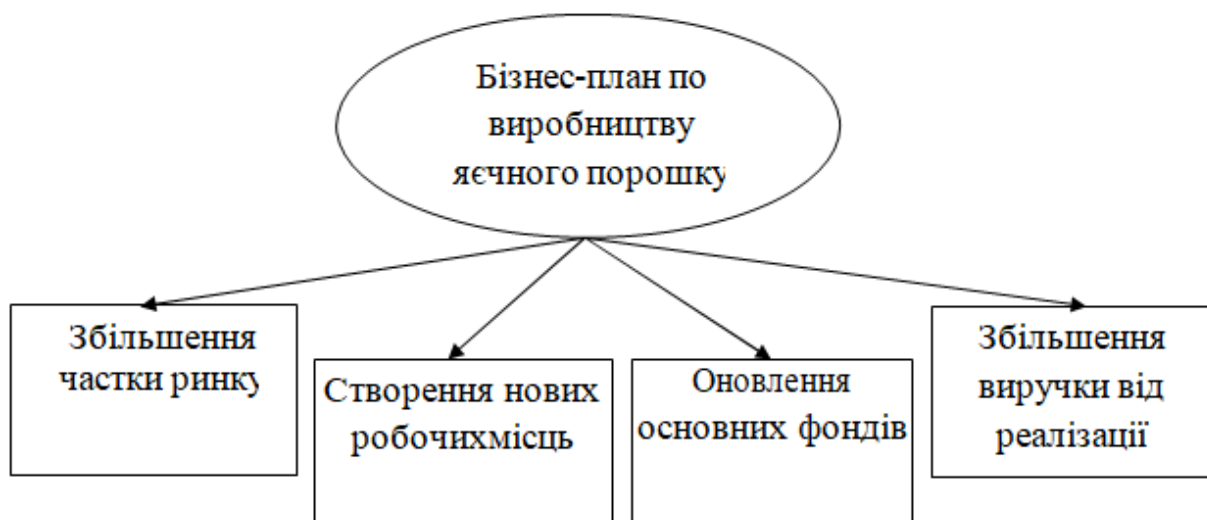 Бізнес-план по
виробництву
яєчного порошку
Збільшення
частки ринку
Створення нових
робочихмісць
Оновлення
основних фондів
Збільшення
виручки від
реалізації